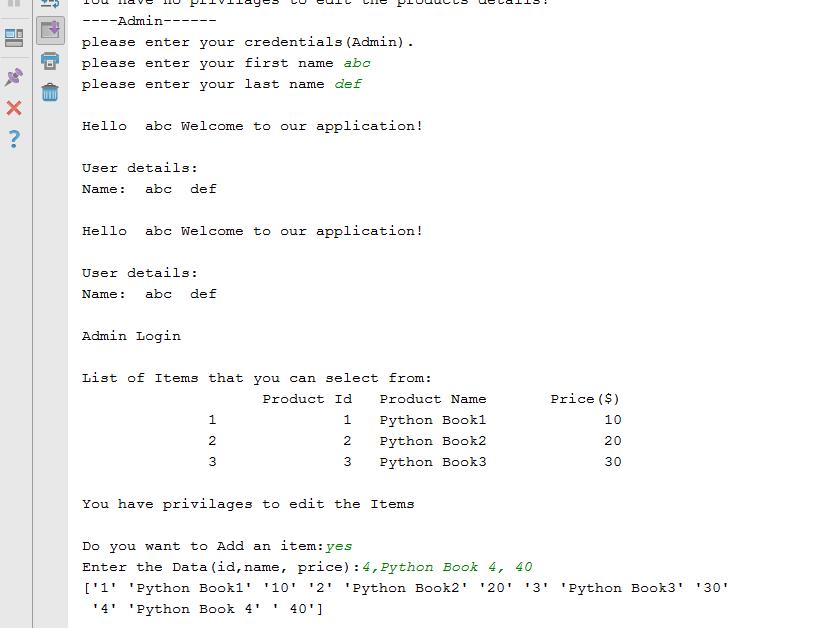 You have no privilages to edit the products details!
----Admin------
please enter your credentials(Admin).
please enter your first name abc
please enter your last name def
Hello  abc Welcome to our application!
User details:
Name:  abc  def
Hello  abc Welcome to our application!
User details:
Name:  abc  def
Admin Login
List of Items that you can select from:
Product Id   Product Name       Price($)
1              1   Python Book1             10
2              2   Python Book2             20
3              3   Python Book3             30
You have privilages to edit the Items
Do you want to Add an item:yes
Enter the Data(id,name, price):4,Python Book 4, 40
['1' 'Python Book1' '10' '2' 'Python Book2' '20' '3' 'Python Book3' '30'
 '4' 'Python Book 4' ' 40']